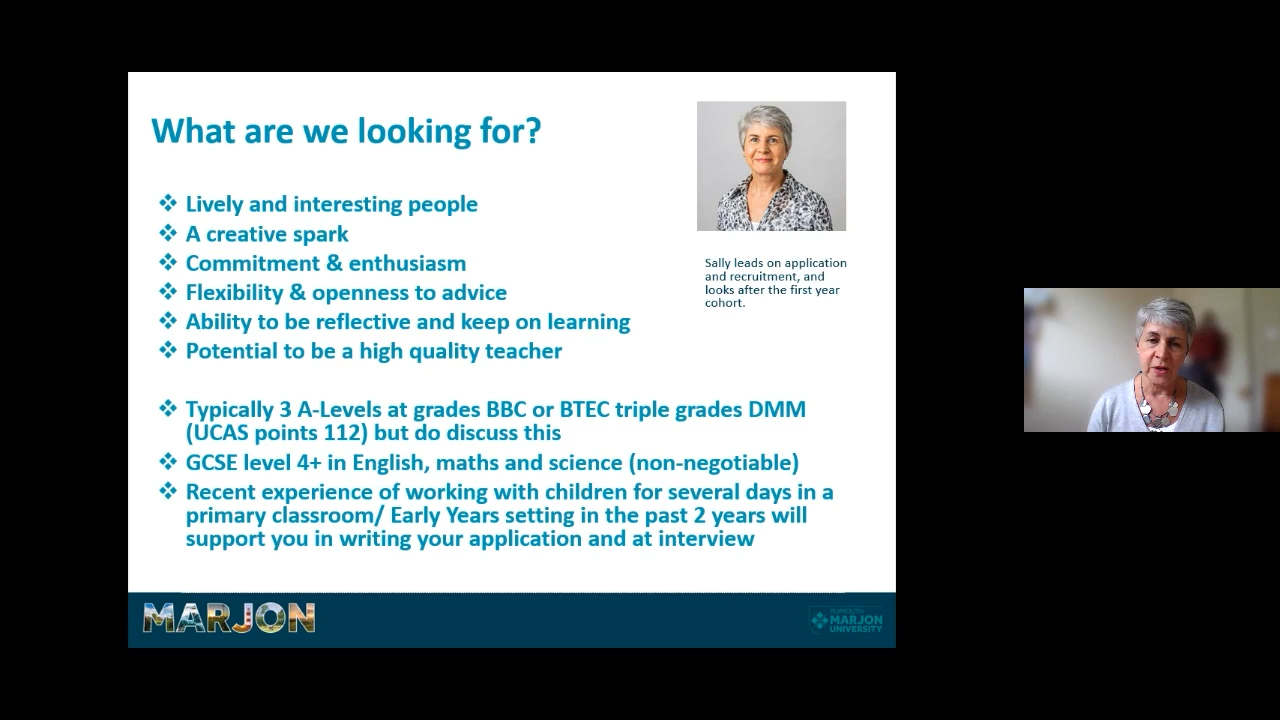 What are we looking for?
❖ Lively and interesting people
❖ A creative spark
❖ Commitment & enthusiasm
❖ Flexibility & openness to advice
❖ Ability to be reflective and keep on learning
❖ Potential to be a high quality teacher
❖ Typically 3 A-Levels at grades BBC or BTEC triple grades DMM
(UCAS points 112) but do discuss this
❖ GCSE level 4+ in English, maths and science (non-negotiable)
❖ Recent experience of working with children for several days in a
primary classroom/ Early Years setting in the past 2 years will
support you in writing your application and at interview
Sally leads on application
and recruitment, and
looks after the first year
cohort.
MARJON
PLYMOUTH
MARJON
UNIVERSITY